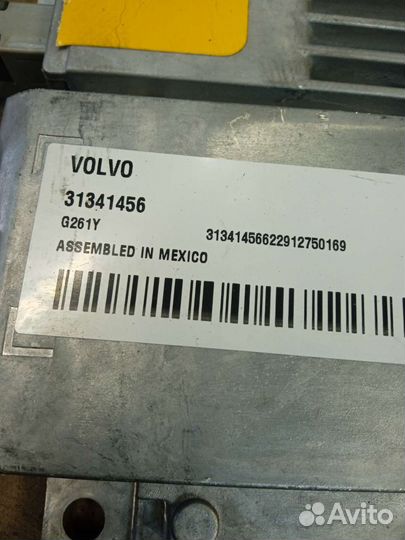 VOLVO
31341456
G261Y
31341456622912750169
ASSEMBLED IN MEXICO
Avito